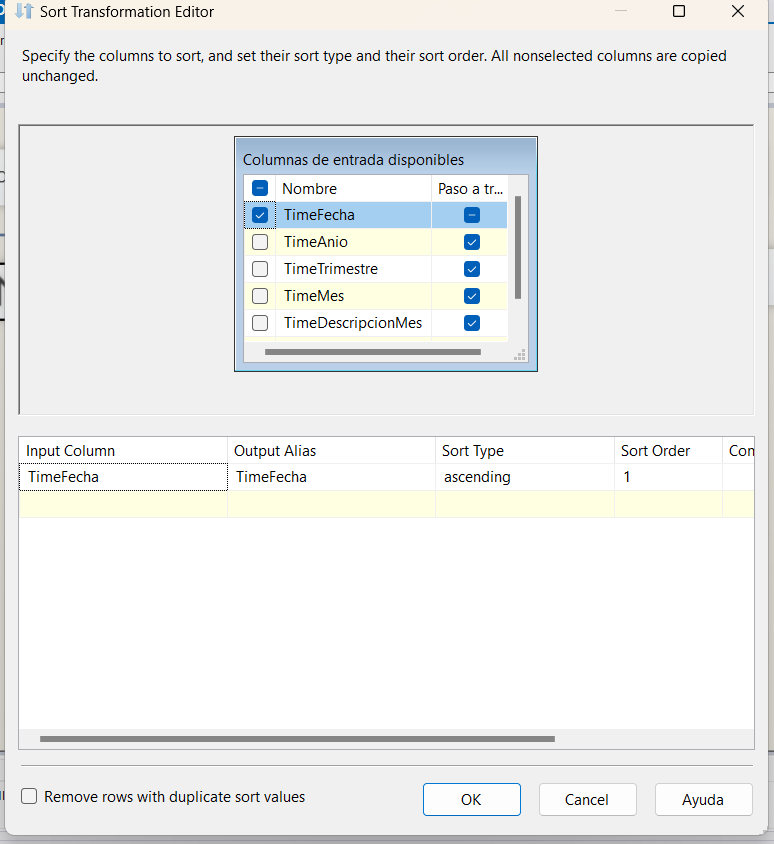 Sort Transformation Editor
Specify the columns to sort, and set their sort type and their sort order. All nonselected columns are copied
unchanged.
Columnas de entrada disponibles
Nombre Paso a tr...
TimeFecha
TimeAnio
TimeTrimestre
TimeMes
TimeDescripcionMes
Input Column Output Alias Sort Type Sort Order Con
TimeFecha TimeFecha ascending 1
Remove rows with duplicate sort values OK Cancel Ayuda